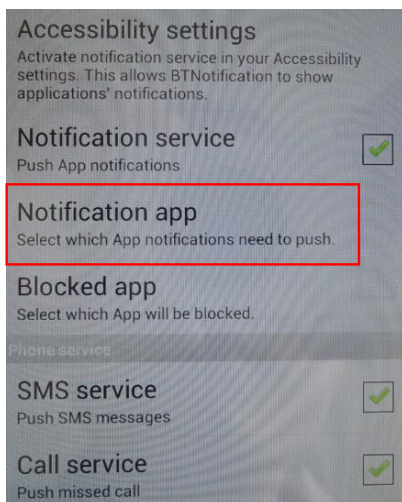 Accessibility settings
Activate notification service in your Accessibility
settings. This allows BTNotification to show
applications' notifications.
Notification service
Push App notifications
Notification app
Select which App notifications need to push.
Blocked app
Select which App will be blocked.
Phone service
SMS service
Push SMS messages
Call service
Push missed call